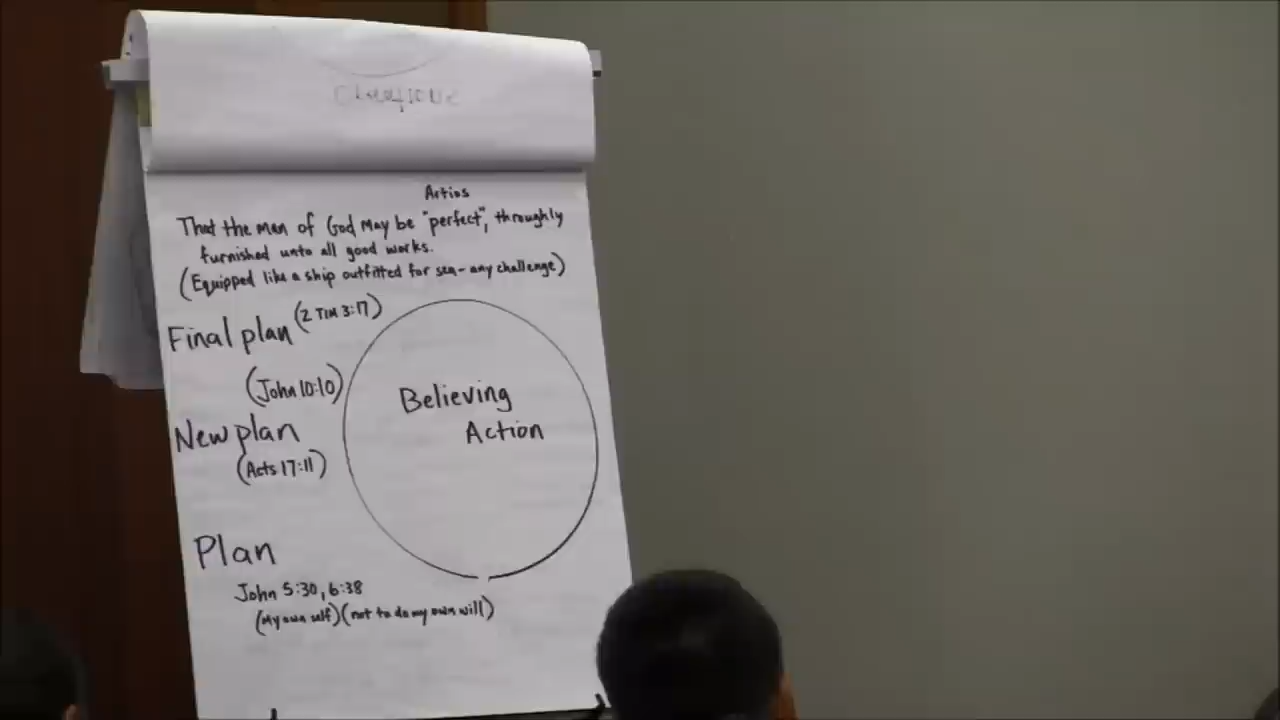 Artios
That the man of God may be "perfect", throughly
furnished unto all good works.
(Equipped like a ship outfitted for sea - any challenge)
Final plan (2 TIM 3:17)
(John 10:10)
Believing
Action
New plan
(Acts 17:11)
Plan
John 5:30, 6:38
(My own self) (not to do my own will)